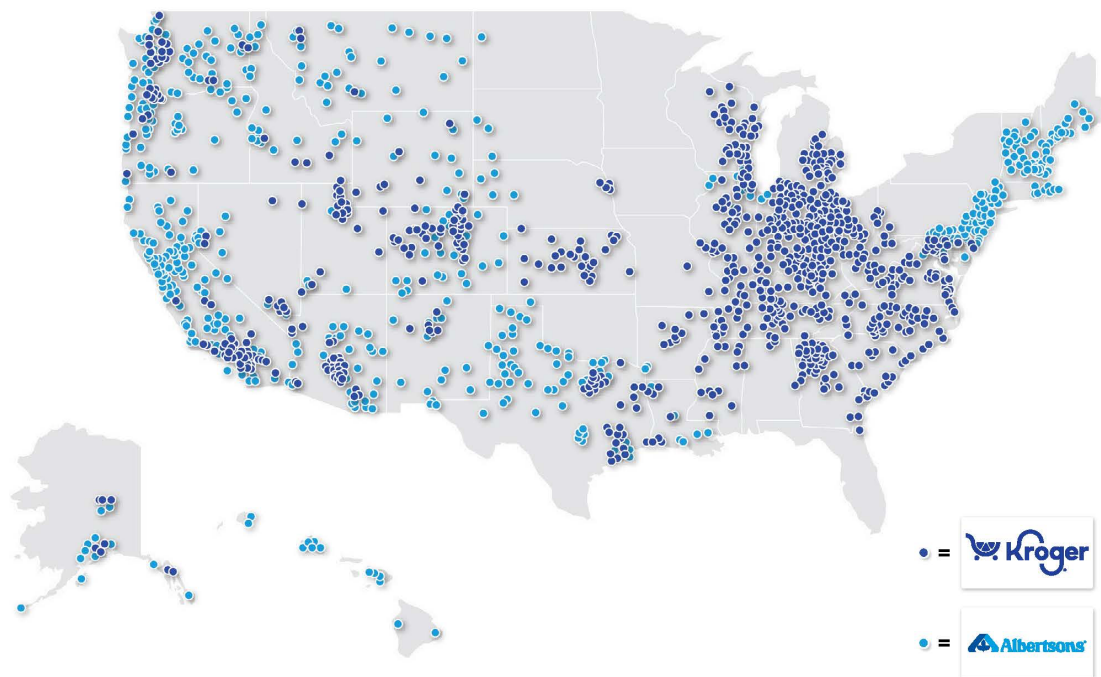 = Kroger
= Albertsons